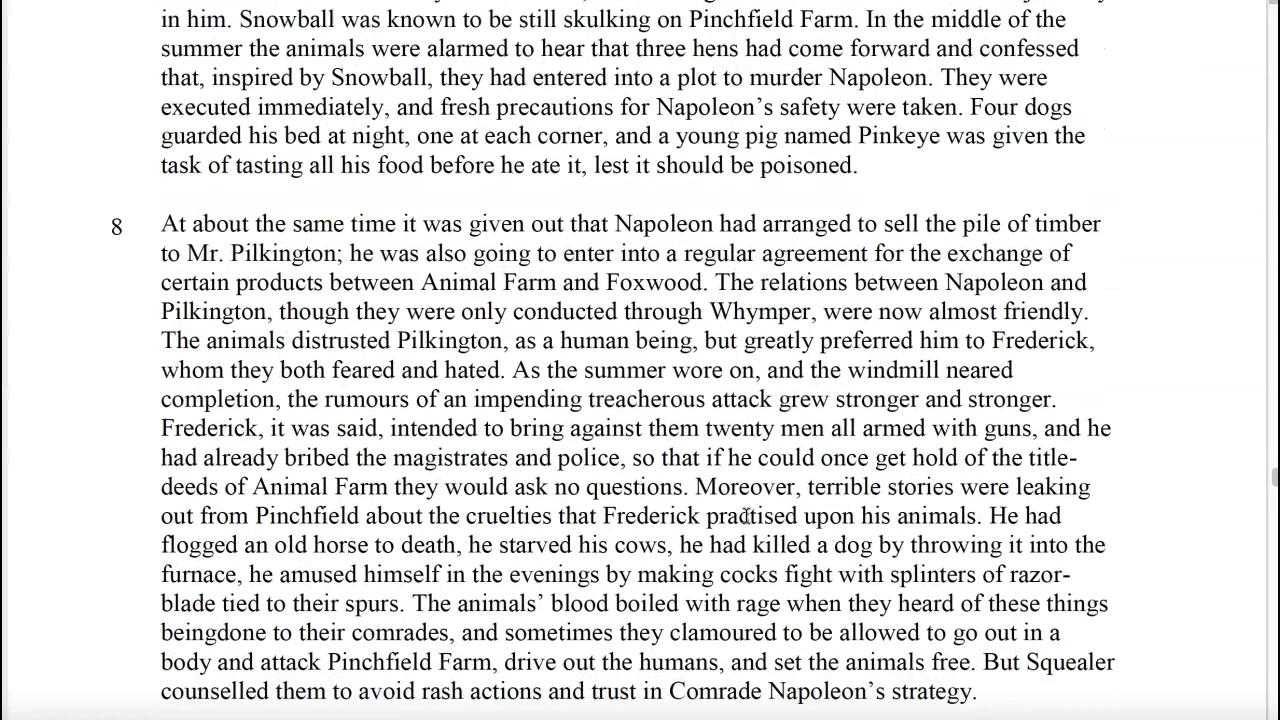 in him. Snowball was known to be still skulking on Pinchfield Farm. In the middle of the
summer the animals were alarmed to hear that three hens had come forward and confessed
that, inspired by Snowball, they had entered into a plot to murder Napoleon. They were
executed immediately, and fresh precautions for Napoleon’s safety were taken. Four dogs
guarded his bed at night, one at each corner, and a young pig named Pinkeye was given the
task of tasting all his food before he ate it, lest it should be poisoned.
8 At about the same time it was given out that Napoleon had arranged to sell the pile of timber
to Mr. Pilkington; he was also going to enter into a regular agreement for the exchange of
certain products between Animal Farm and Foxwood. The relations between Napoleon and
Pilkington, though they were only conducted through Whymper, were now almost friendly.
The animals distrusted Pilkington, as a human being, but greatly preferred him to Frederick,
whom they both feared and hated. As the summer wore on, and the windmill neared
completion, the rumours of an impending treacherous attack grew stronger and stronger.
Frederick, it was said, intended to bring against them twenty men all armed with guns, and he
had already bribed the magistrates and police, so that if he could once get hold of the title-
deeds of Animal Farm they would ask no questions. Moreover, terrible stories were leaking
out from Pinchfield about the cruelties that Frederick practised upon his animals. He had
flogged an old horse to death, he starved his cows, he had killed a dog by throwing it into the
furnace, he amused himself in the evenings by making cocks fight with splinters of razor-
blade tied to their spurs. The animals’ blood boiled with rage when they heard of these things
beingdone to their comrades, and sometimes they clamoured to be allowed to go out in a
body and attack Pinchfield Farm, drive out the humans, and set the animals free. But Squealer
counselled them to avoid rash actions and trust in Comrade Napoleon’s strategy.